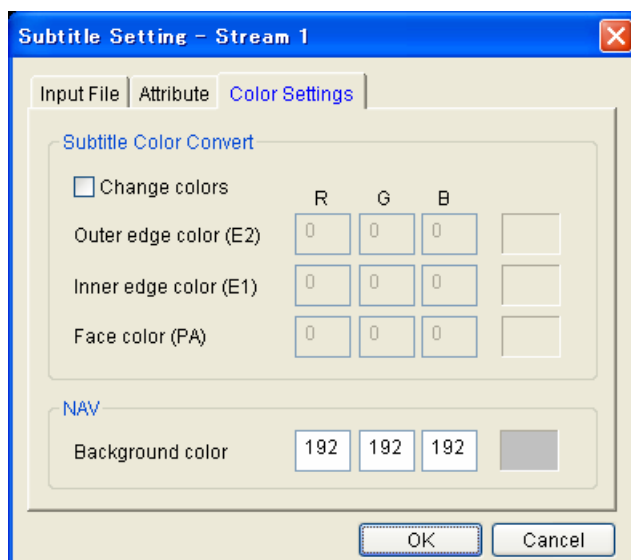 Subtitle Setting – Stream 1
Input File Attribute Color Settings
Subtitle Color Convert
Change colors
R G B
Outer edge color (E2) 0 0 0
Inner edge color (E1) 0 0 0
Face color (PA) 0 0 0
NAV
Background color 192 192 192
OK Cancel